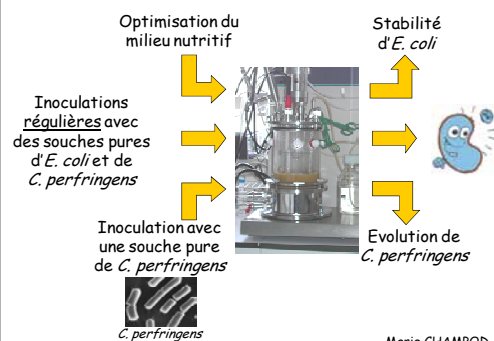 Optimisation du
milieu nutritif
Stabilité
d'E. coli
Inoculations
régulières avec
des souches pures
d'E. coli et de
C. perfringens
Inoculation avec
une souche pure
de C. perfringens
Evolution de
C. perfringens
C. perfringens